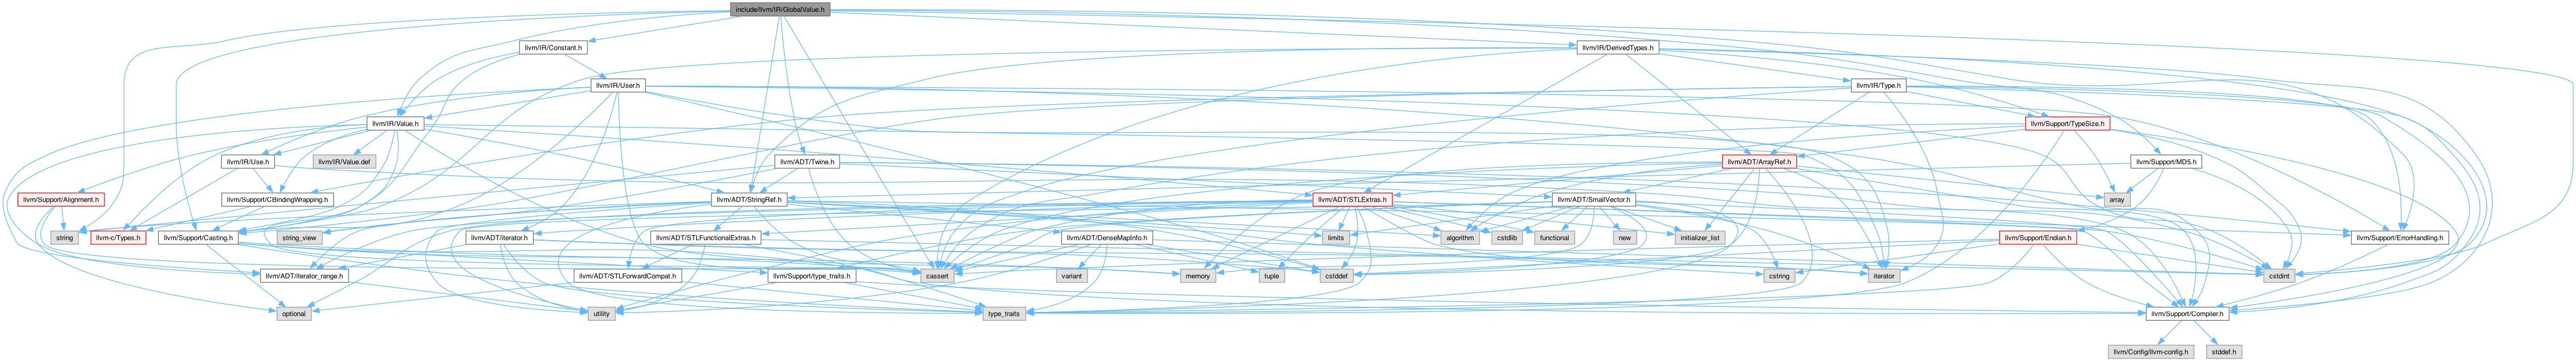 include/llvm/IR/GlobalValue.h
llvm/IR/Constant.h
llvm/IR/DerivedTypes.h
llvm/IR/User.h
llvm/IR/Type.h
llvm/IR/Value.h
llvm/Support/TypeSize.h
llvm/IR/Use.h
llvm/IR/Value.def
llvm/ADT/Twine.h
llvm/ADT/ArrayRef.h
llvm/Support/MD5.h
llvm/Support/Alignment.h
llvm/Support/CBindingWrapping.h
llvm/ADT/StringRef.h
llvm/ADT/STLExtras.h
llvm/ADT/SmallVector.h
array
string
llvm-c/Types.h
llvm/Support/Casting.h
string_view
llvm/ADT/iterator.h
llvm/ADT/STLFunctionalExtras.h
llvm/ADT/DenseMapInfo.h
limits
algorithm
cstdlib
functional
new
initializer_list
llvm/Support/Endian.h
llvm/Support/ErrorHandling.h
llvm/ADT/iterator_range.h
llvm/ADT/STLForwardCompat.h
llvm/Support/type_traits.h
variant
cassert
memory
tuple
cstddef
cstring
iterator
cstdint
optional
utility
type_traits
llvm/Support/Compiler.h
llvm/Config/llvm-config.h
stddef.h